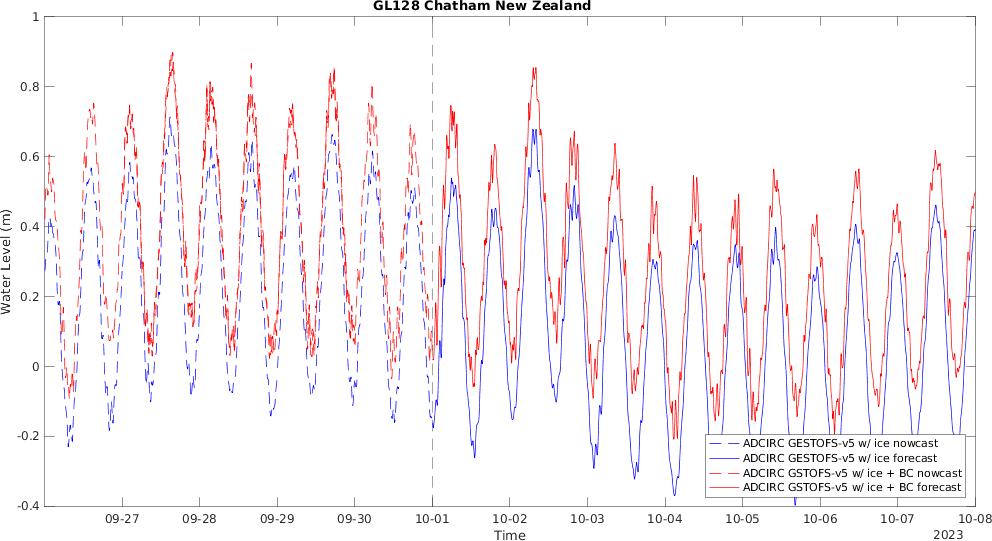 GL128 Chatham New Zealand
1
0.8
0.6
0.4
0.2
0
-0.2
-0.4
Water Level (m)
09-27 09-28 09-29 09-30 10-01 10-02 10-03 10-04 10-05 10-06 10-07 10-08
Time
2023
ADCIRC GESTOFS-v5 w/ ice nowcast
ADCIRC GESTOFS-v5 w/ ice forecast
ADCIRC GSTOFS-v5 w/ ice + BC nowcast
ADCIRC GSTOFS-v5 w/ ice + BC forecast